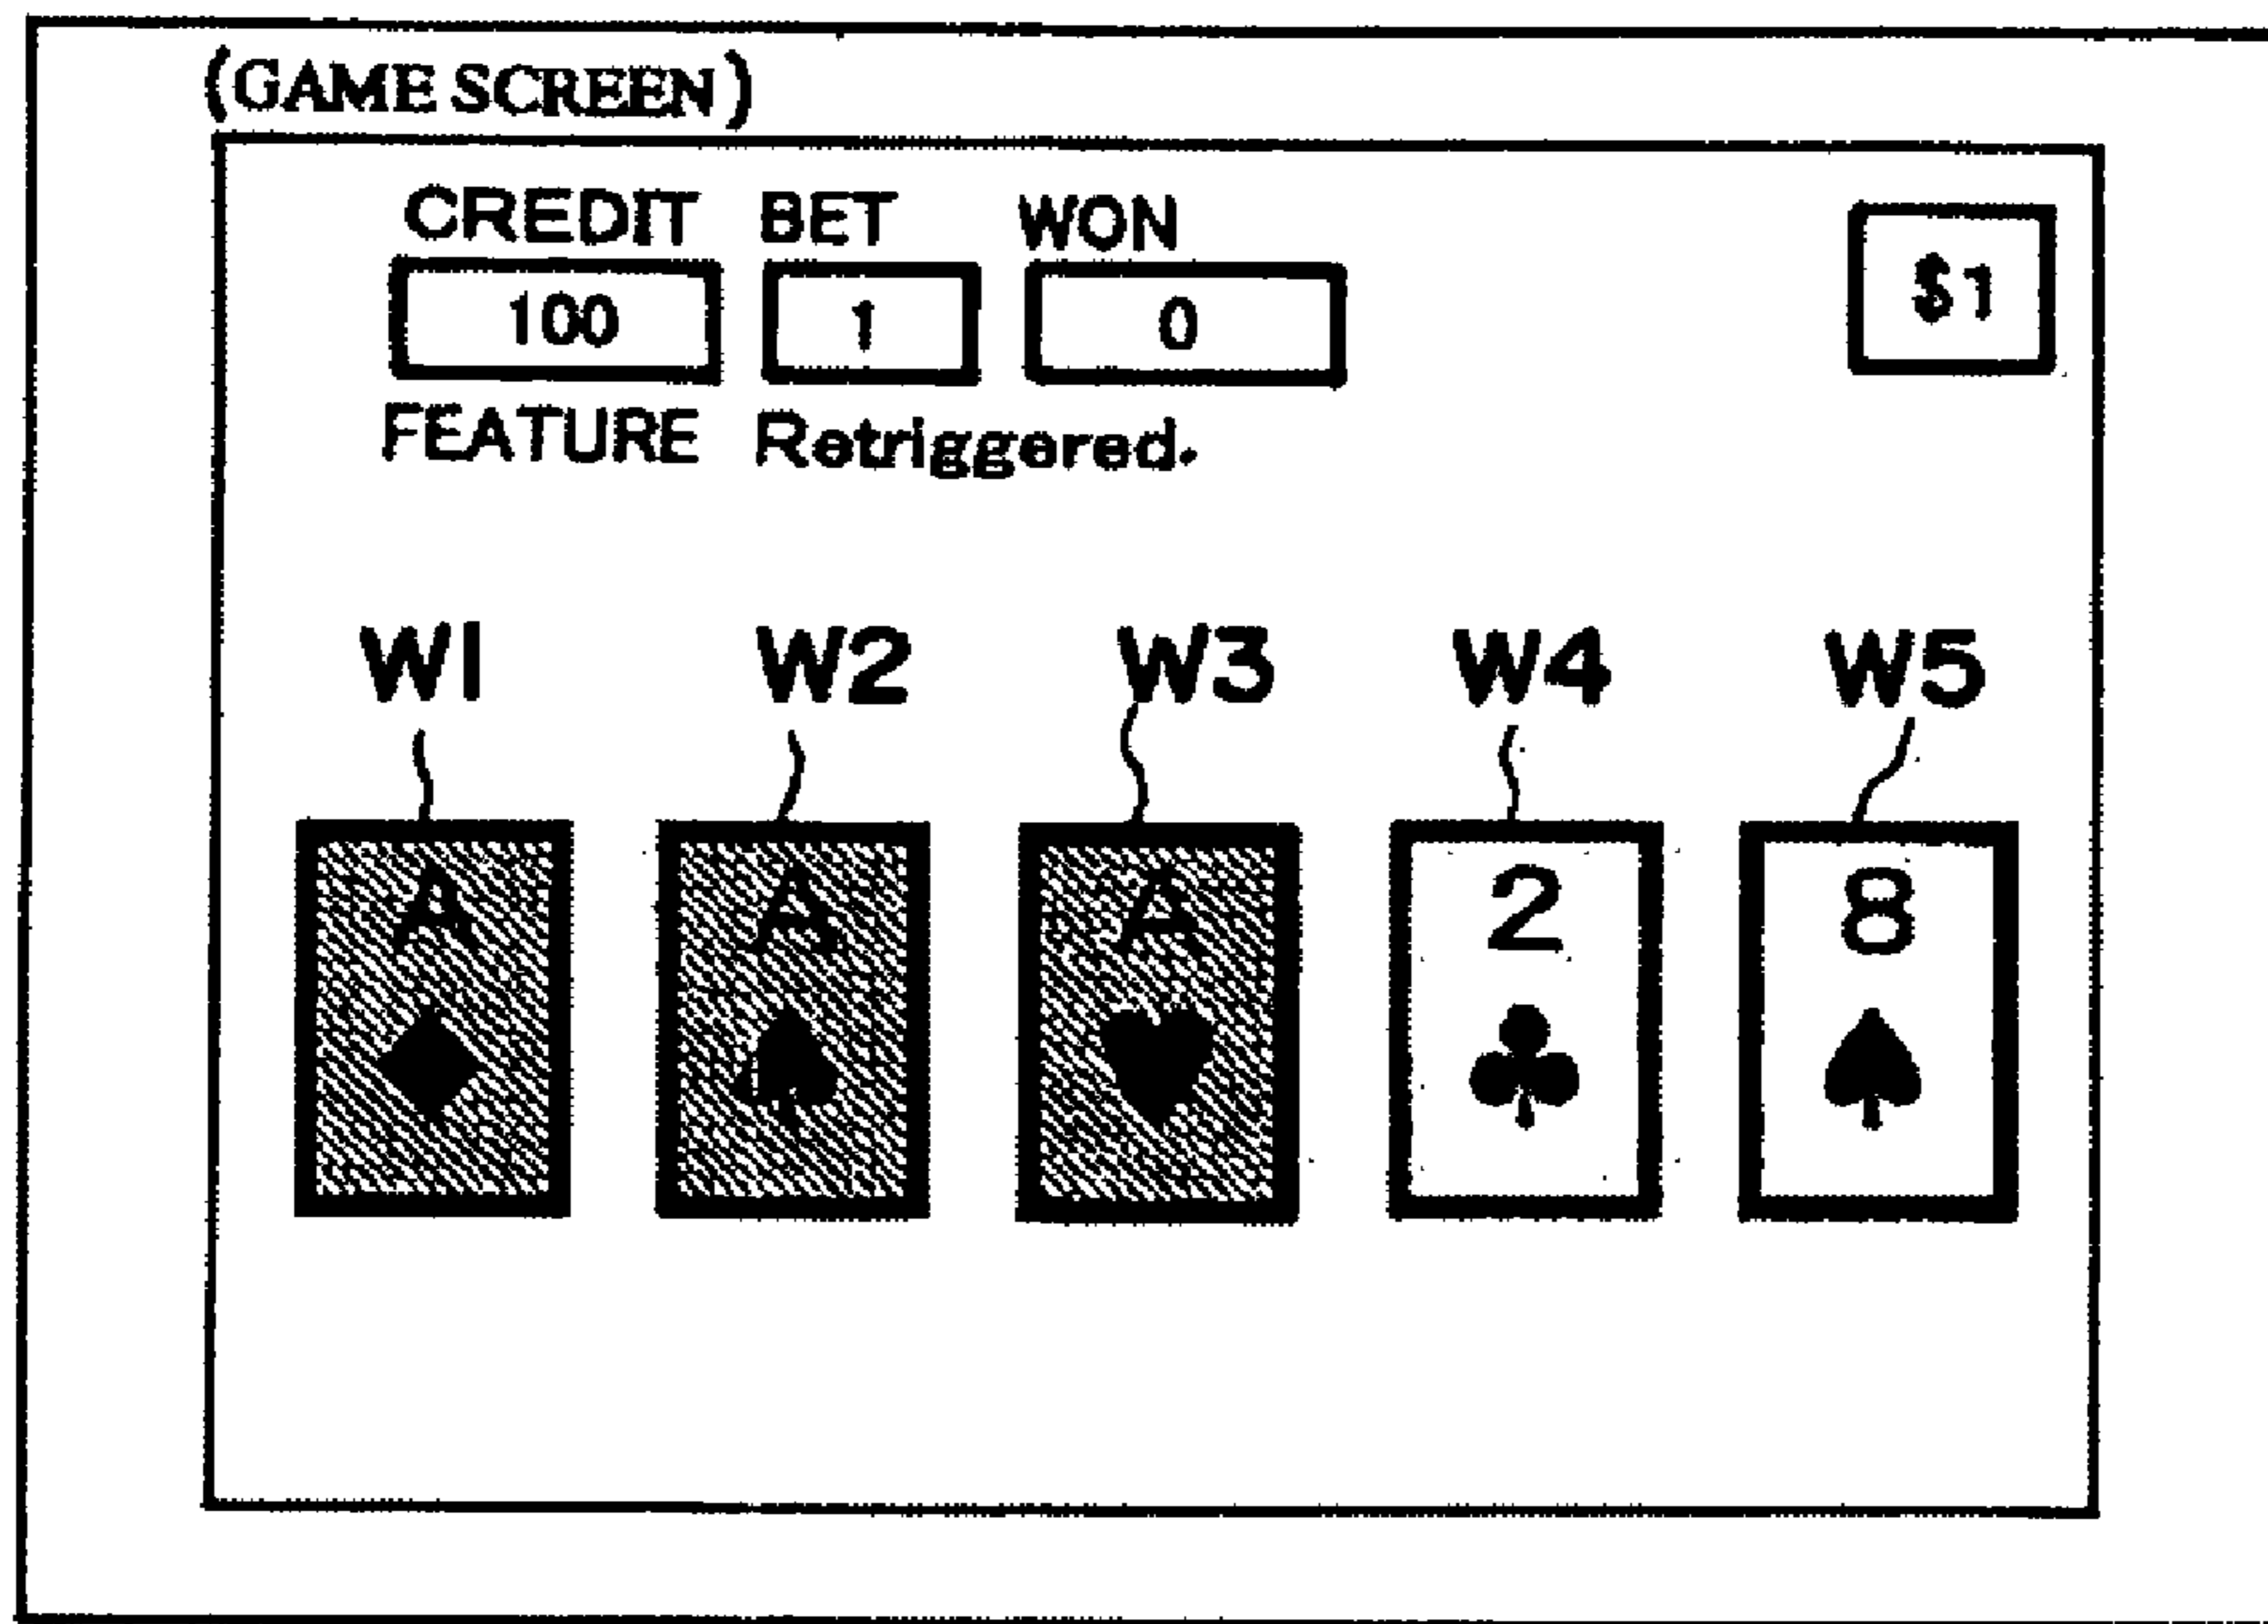 (GAME SCREEN)
CREDIT BET WON
100 1 0 $1
FEATURE Retriggered.
W1 W2 W3 W4 W5
A A A 2 8